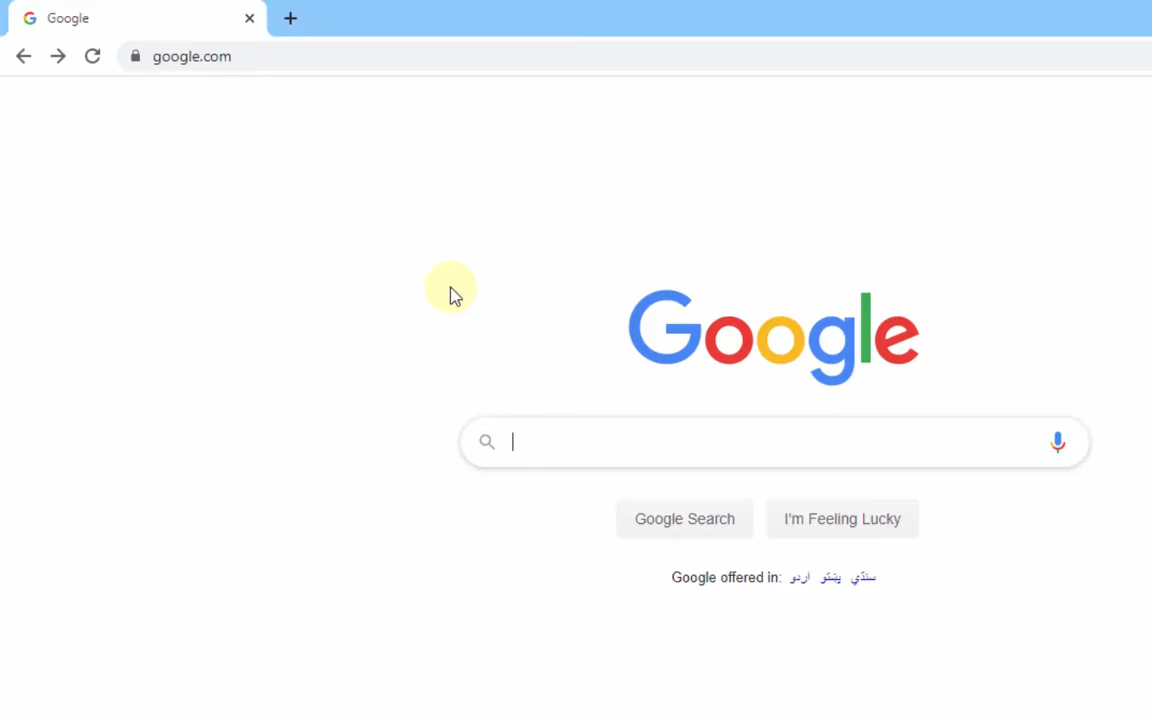 Google
google.com
Google
Google Search
I'm Feeling Lucky
Google offered in: اردو پښتو سنڌي